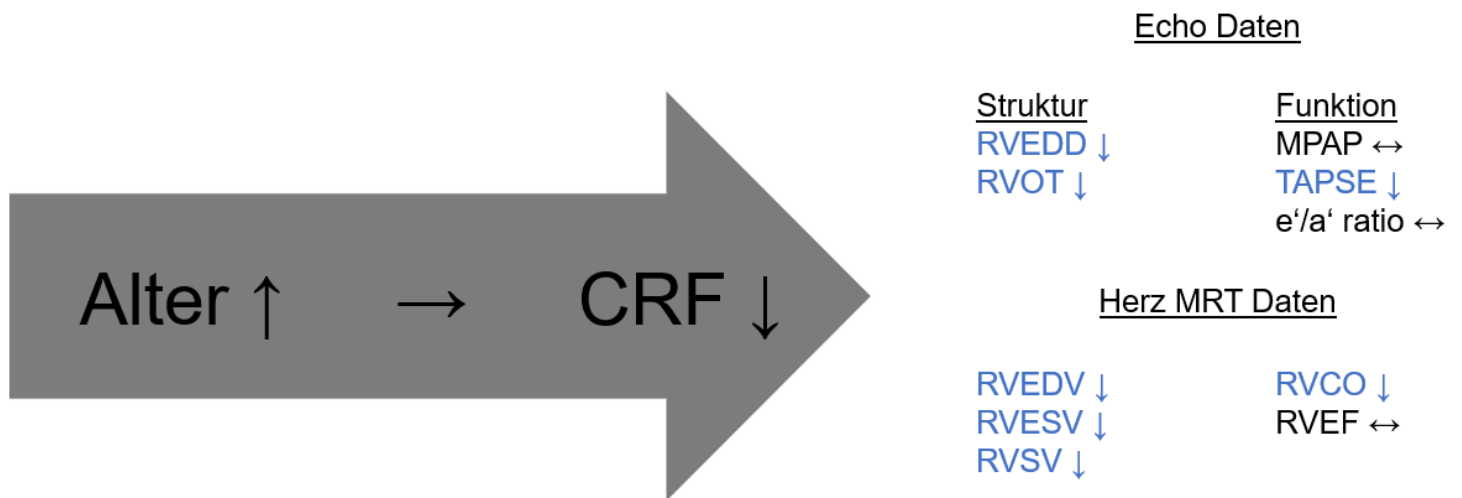 Echo Daten
Struktur
RVEDD ↓
RVOT ↓
Funktion
MPAP ↔
TAPSE ↓
e‘/a‘ ratio ↔
Alter ↑ → CRF ↓
Herz MRT Daten
RVEDV ↓
RVESV ↓
RVSV ↓
RVCO ↓
RVEF ↔